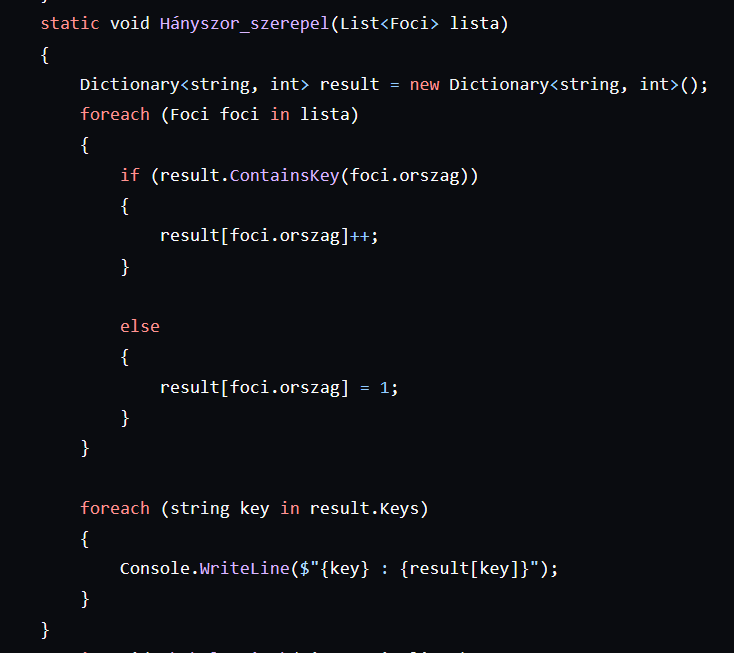 static void Hányszor_szerepel(List<Foci> lista)
{
Dictionary<string, int> result = new Dictionary<string, int>();
foreach (Foci foci in lista)
{
if (result.ContainsKey(foci.orszag))
{
result[foci.orszag]++;
}
else
{
result[foci.orszag] = 1;
}
}
foreach (string key in result.Keys)
{
Console.WriteLine($"{key} : {result[key]}");
}
}